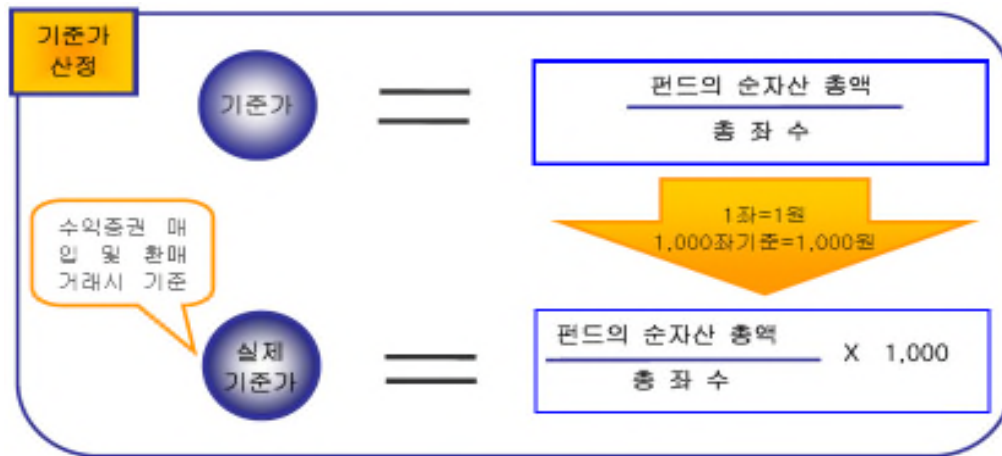 기준가
산정
기준가
펀드의 순자산 총액
총 좌 수
1좌=1원
1,000좌기준=1,000원
수익증권 매
입 및 환매
거래시 기준
실제
기준가
펀드의 순자산 총액
총 좌 수
X 1,000